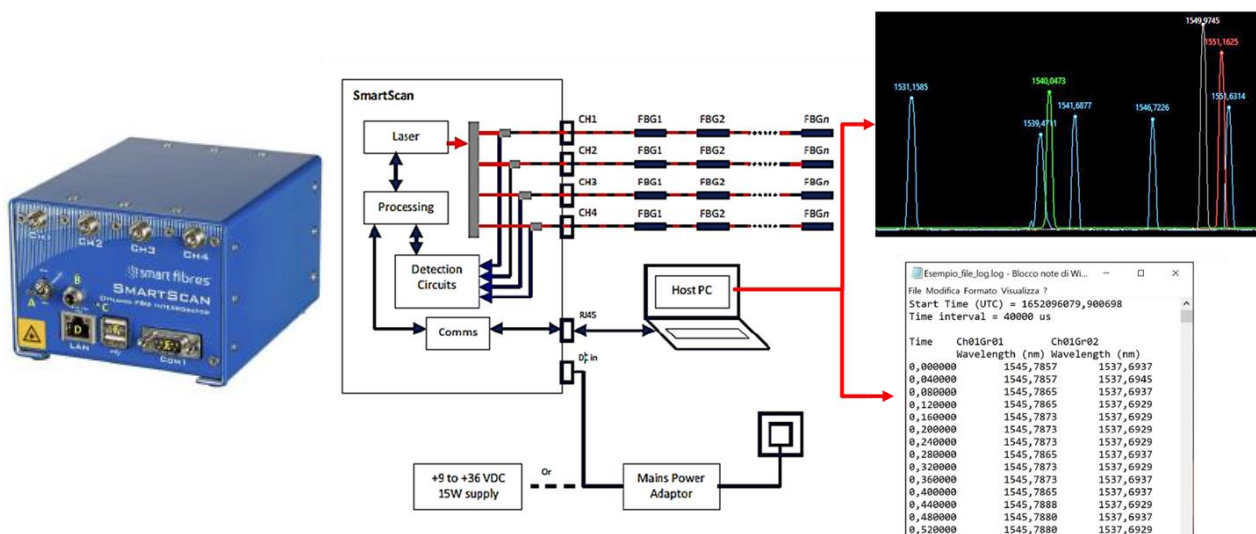 CH1
CH2
CH3
CH4
smart fibres
SMARTSCAN
DYNAMIC FBG INTERROGATOR
A
B
C
D
LAN
COM1
SmartScan
Laser
Processing
Detection
Circuits
Comms
CH1
CH2
CH3
CH4
FBG1 FBG2 FBGn
FBG1 FBG2 FBGn
FBG1 FBG2 FBGn
FBG1 FBG2 FBGn
RJ45
Host PC
in
+9 to +36 VDC
15W supply
Or
Mains Power
Adaptor
1549,9745
1551,1625
1531,1585
1540,0473
1541,6877
1546,7226
1551,6314
Esempio_file_log.log - Blocco note di Wi...
File Modifica Formato Visualizza ?
Start Time (UTC) = 1652096079,900698
Time interval = 40000 us
Time Ch01Gr01 Ch01Gr02
Wavelength (nm) Wavelength (nm)
0,000000 1545,7857 1537,6937
0,040000 1545,7857 1537,6945
0,080000 1545,7865 1537,6937
0,120000 1545,7865 1537,6929
0,160000 1545,7873 1537,6929
0,200000 1545,7873 1537,6929
0,240000 1545,7873 1537,6929
0,280000 1545,7865 1537,6937
0,320000 1545,7873 1537,6929
0,360000 1545,7873 1537,6937
0,400000 1545,7865 1537,6937
0,440000 1545,7888 1537,6929
0,480000 1545,7880 1537,6937
0,520000 1545,7880 1537,6929